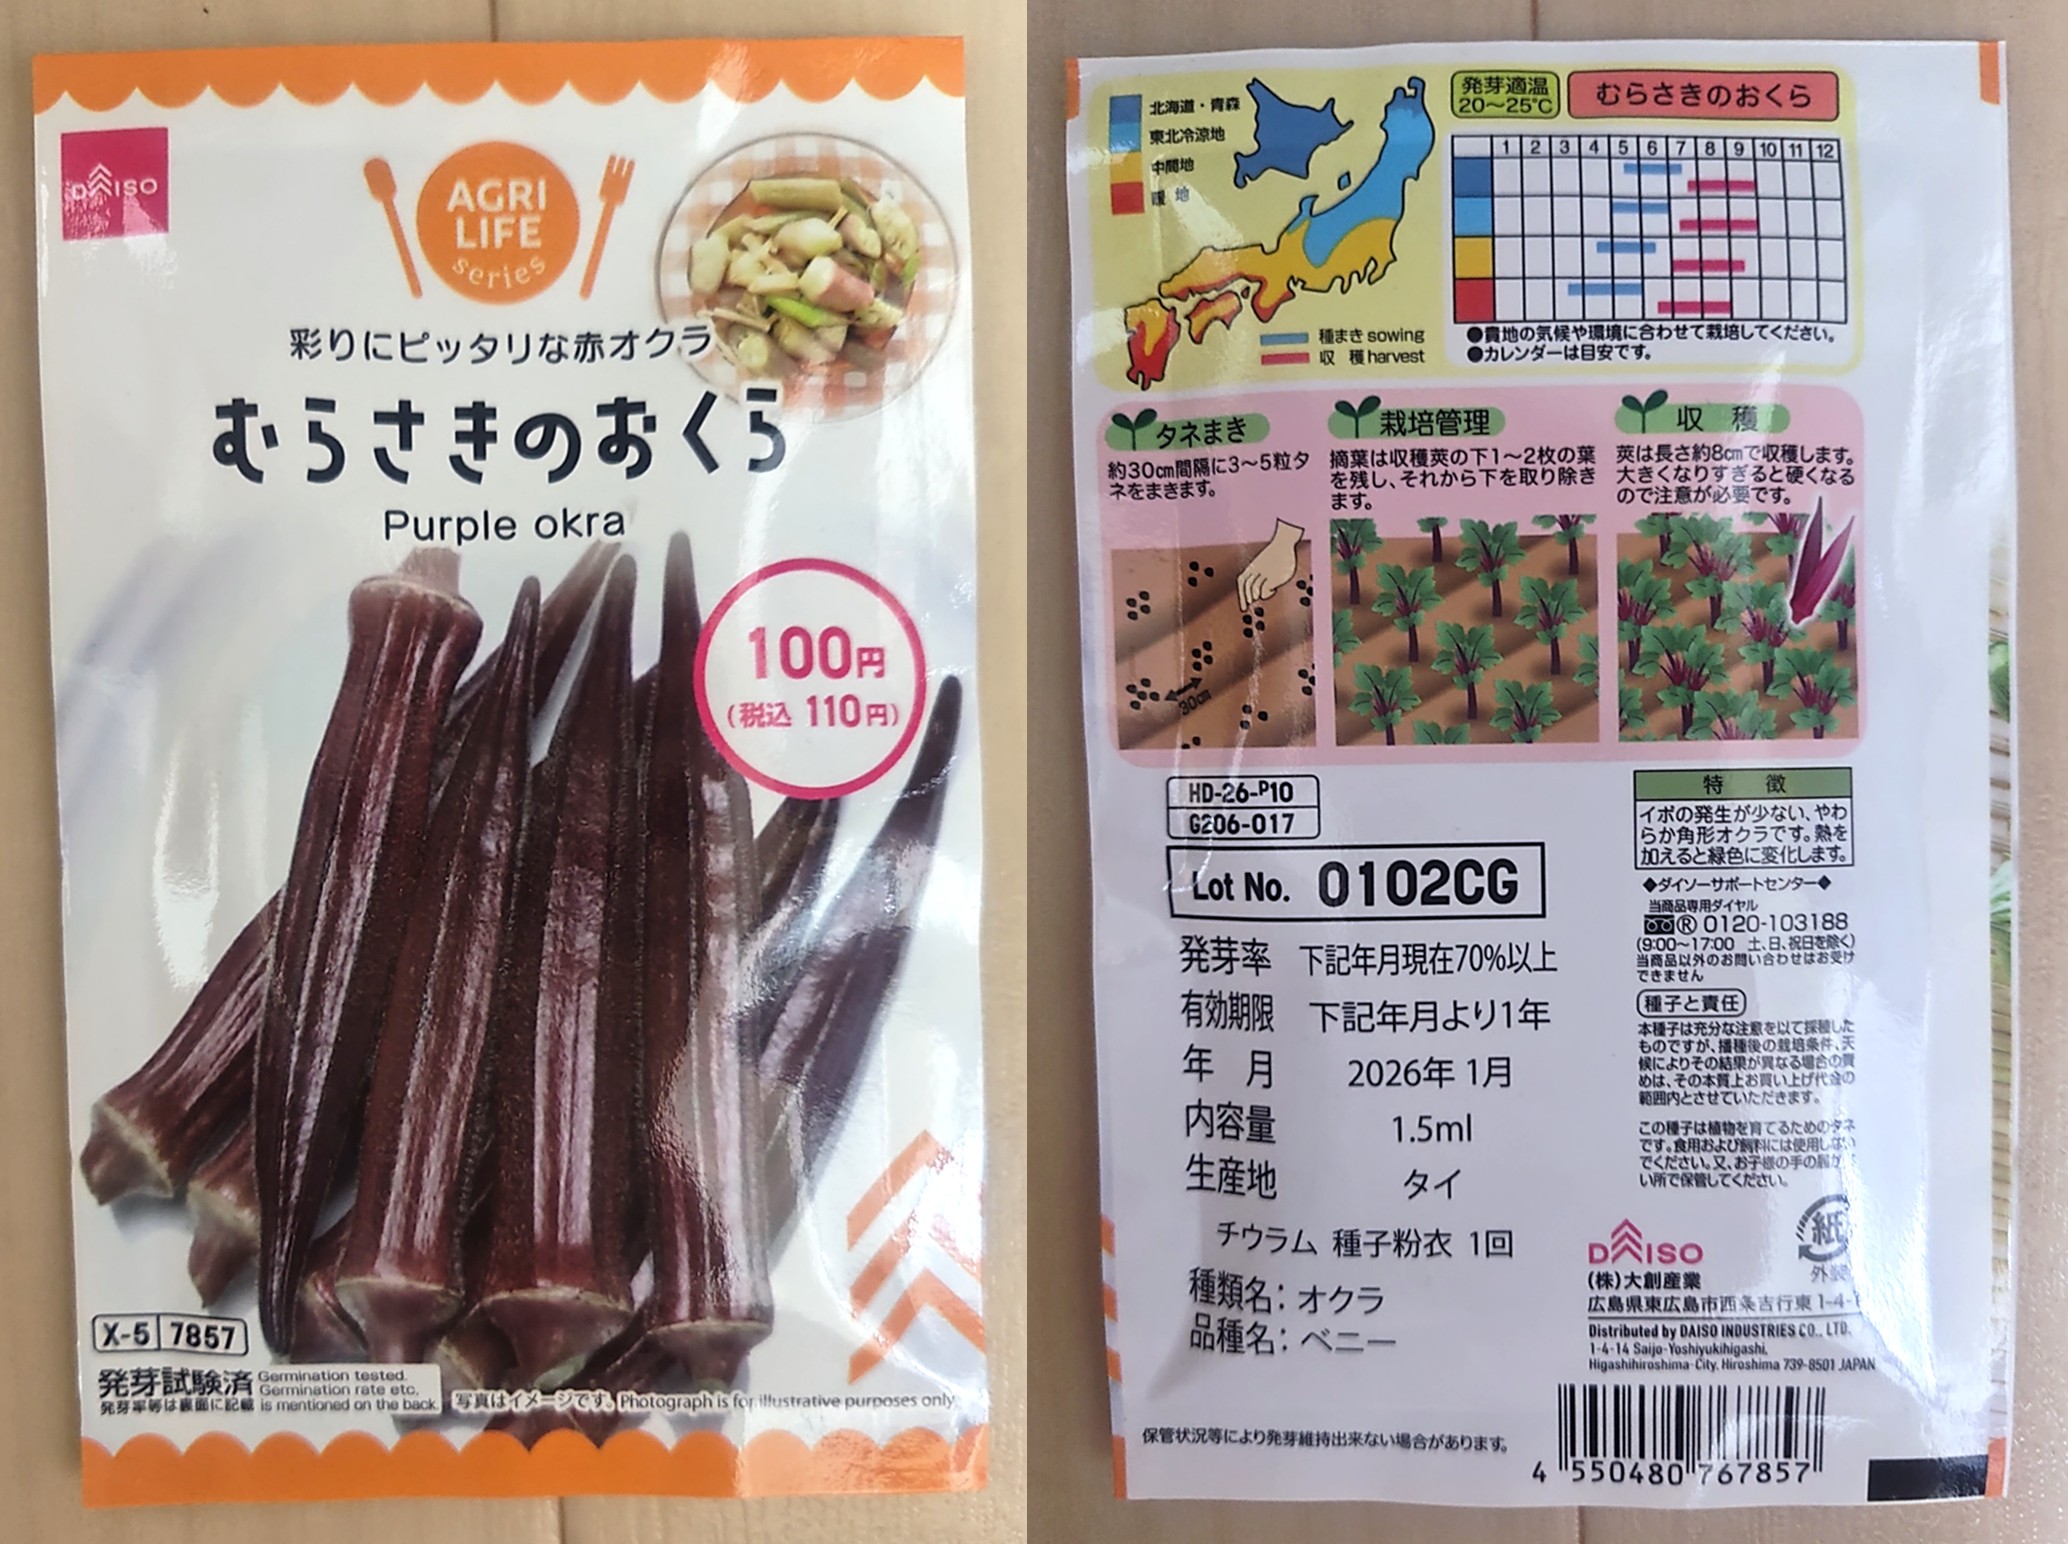 DAISO
AGRI
LIFE
series
彩りにピッタリな赤オクラ
むらさきのおくら
Purple okra
100円
(税込 110円)
X-5 7857
発芽試験済
発芽率等は裏面に記載
Germination tested.
Germination rate etc.
is mentioned on the back.
写真はイメージです。Photograph is for illustrative purposes only.
北海道・青森
東北冷涼地
中間地
暖 地
種まき sowing
収 穫 harvest
発芽適温
20〜25℃
むらさきのおくら
1 2 3 4 5 6 7 8 9 10 11 12
●貴地の気候や環境に合わせて栽培してください。
●カレンダーは目安です。
タネまき
約30cm間隔に3〜5粒タ
ネをまきます。
30cm
栽培管理
摘葉は収穫莢の下1〜2枚の葉
を残し、それから下を取り除き
ます。
収 穫
莢は長さ約8cmで収穫します。
大きくなりすぎると硬くなる
ので注意が必要です。
HD-26-P10
G206-017
Lot No. 0102CG
発芽率 下記年月現在70%以上
有効期限 下記年月より1年
年 月 2026年 1月
内容量 1.5ml
生産地 タイ
チウラム 種子粉衣 1回
種類名: オクラ
品種名: ベニー
保管状況等により発芽維持出来ない場合があります。
特 徴
イボの発生が少ない、やわ
らか角形オクラです。熱を
加えると緑色に変化します。
◆ダイソーサポートセンター◆
当商品専用ダイヤル
® 0120-103188
(9:00〜17:00 土、日、祝日を除く)
当商品以外のお問い合わせはお受け
できません
種子と責任
本種子は充分な注意を以て採種した
ものですが、播種後の栽培条件、天
候によりその結果が異なる場合の責
めは、その本質上お買い上げ代金の
範囲内とさせていただきます。
この種子は植物を育てるためのタネ
です。食用および飼料には使用しない
でください。又、お子様の手の届か
い所で保管してください。
紙
外装
DAISO
(株)大創産業
広島県東広島市西条吉行東 1-4-
Distributed by DAISO INDUSTRIES CO., LTD.
1-4-14 Saijo-Yoshiyukihigashi,
Higashihiroshima-City, Hiroshima 739-8501 JAPAN
4 550480 767857